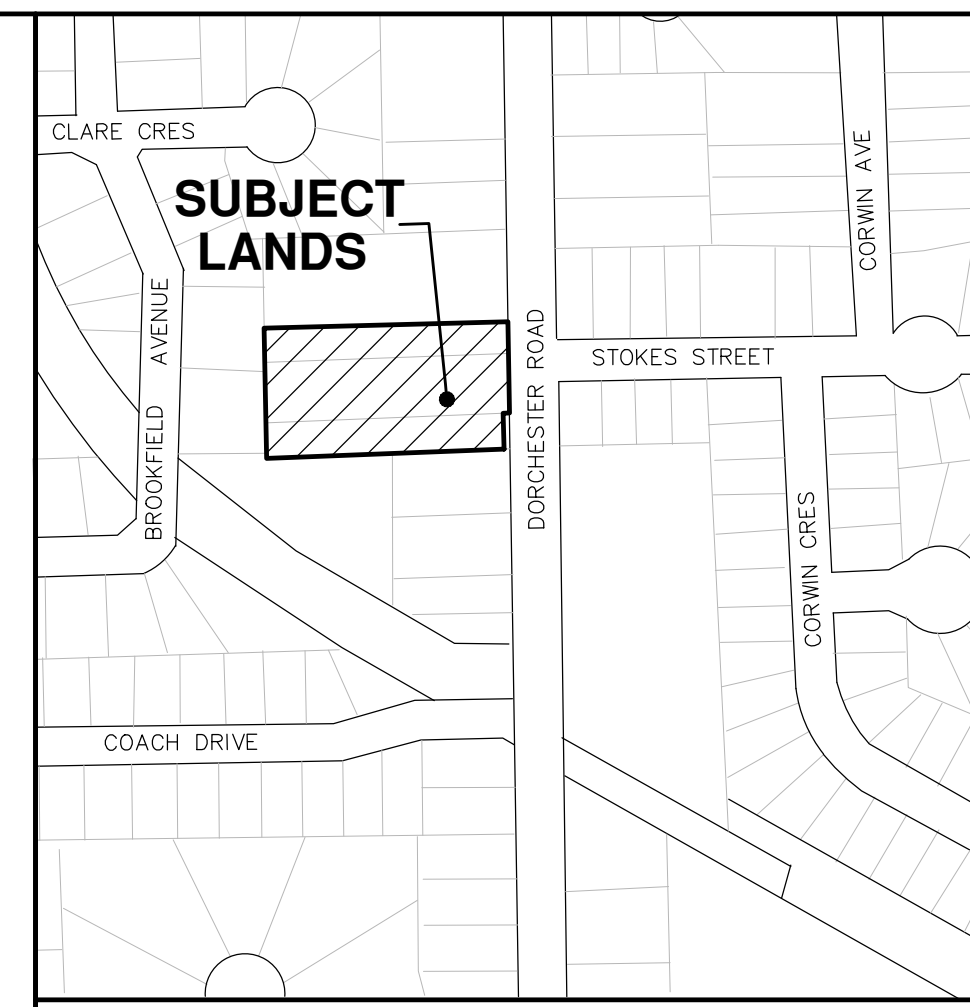 CLARE CRES
SUBJECT
LANDS
CORWIN AVE
BROOKFIELD AVENUE
DORCHESTER ROAD
STOKES STREET
CORWIN CRES
COACH DRIVE